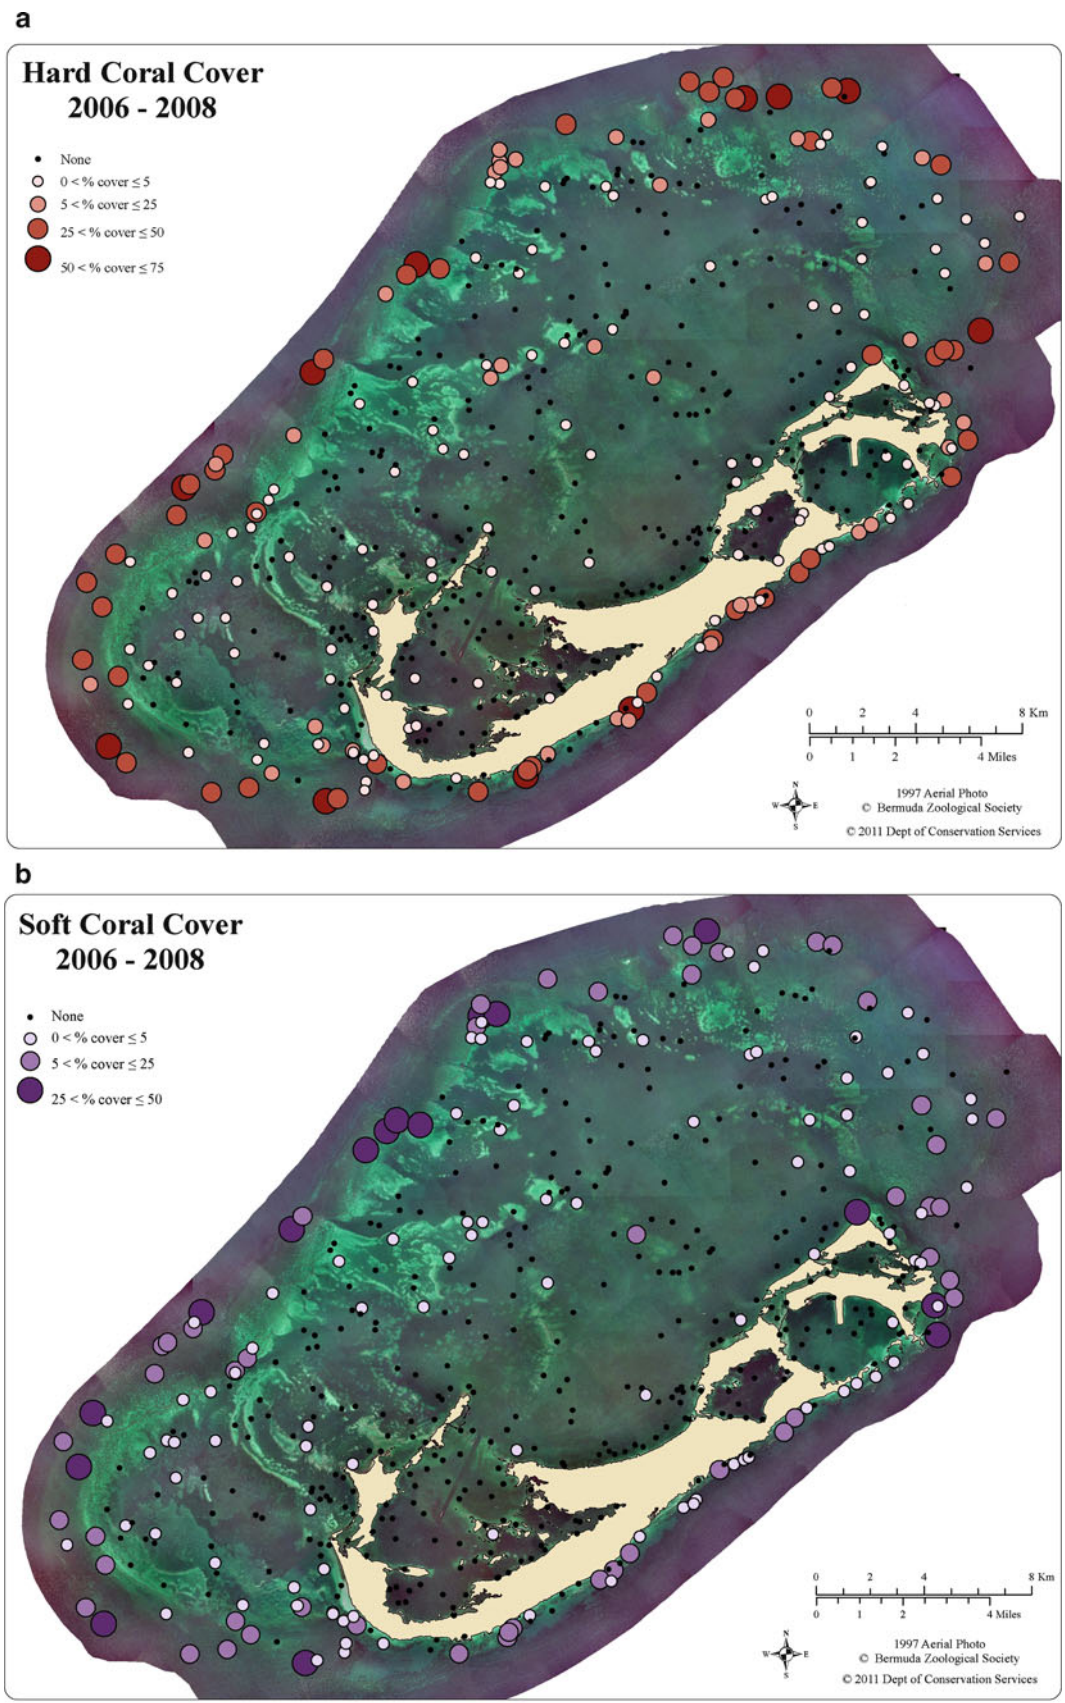 a
Hard Coral Cover
2006 - 2008
None
0 < % cover ≤ 5
5 < % cover ≤ 25
25 < % cover ≤ 50
50 < % cover ≤ 75
0 2 4 8 Km
0 1 2 4 Miles
N
W E
S
1997 Aerial Photo
© Bermuda Zoological Society
© 2011 Dept of Conservation Services
b
Soft Coral Cover
2006 - 2008
None
0 < % cover ≤ 5
5 < % cover ≤ 25
25 < % cover ≤ 50
0 2 4 8 Km
0 1 2 4 Miles
N
W E
S
1997 Aerial Photo
© Bermuda Zoological Society
© 2011 Dept of Conservation Services